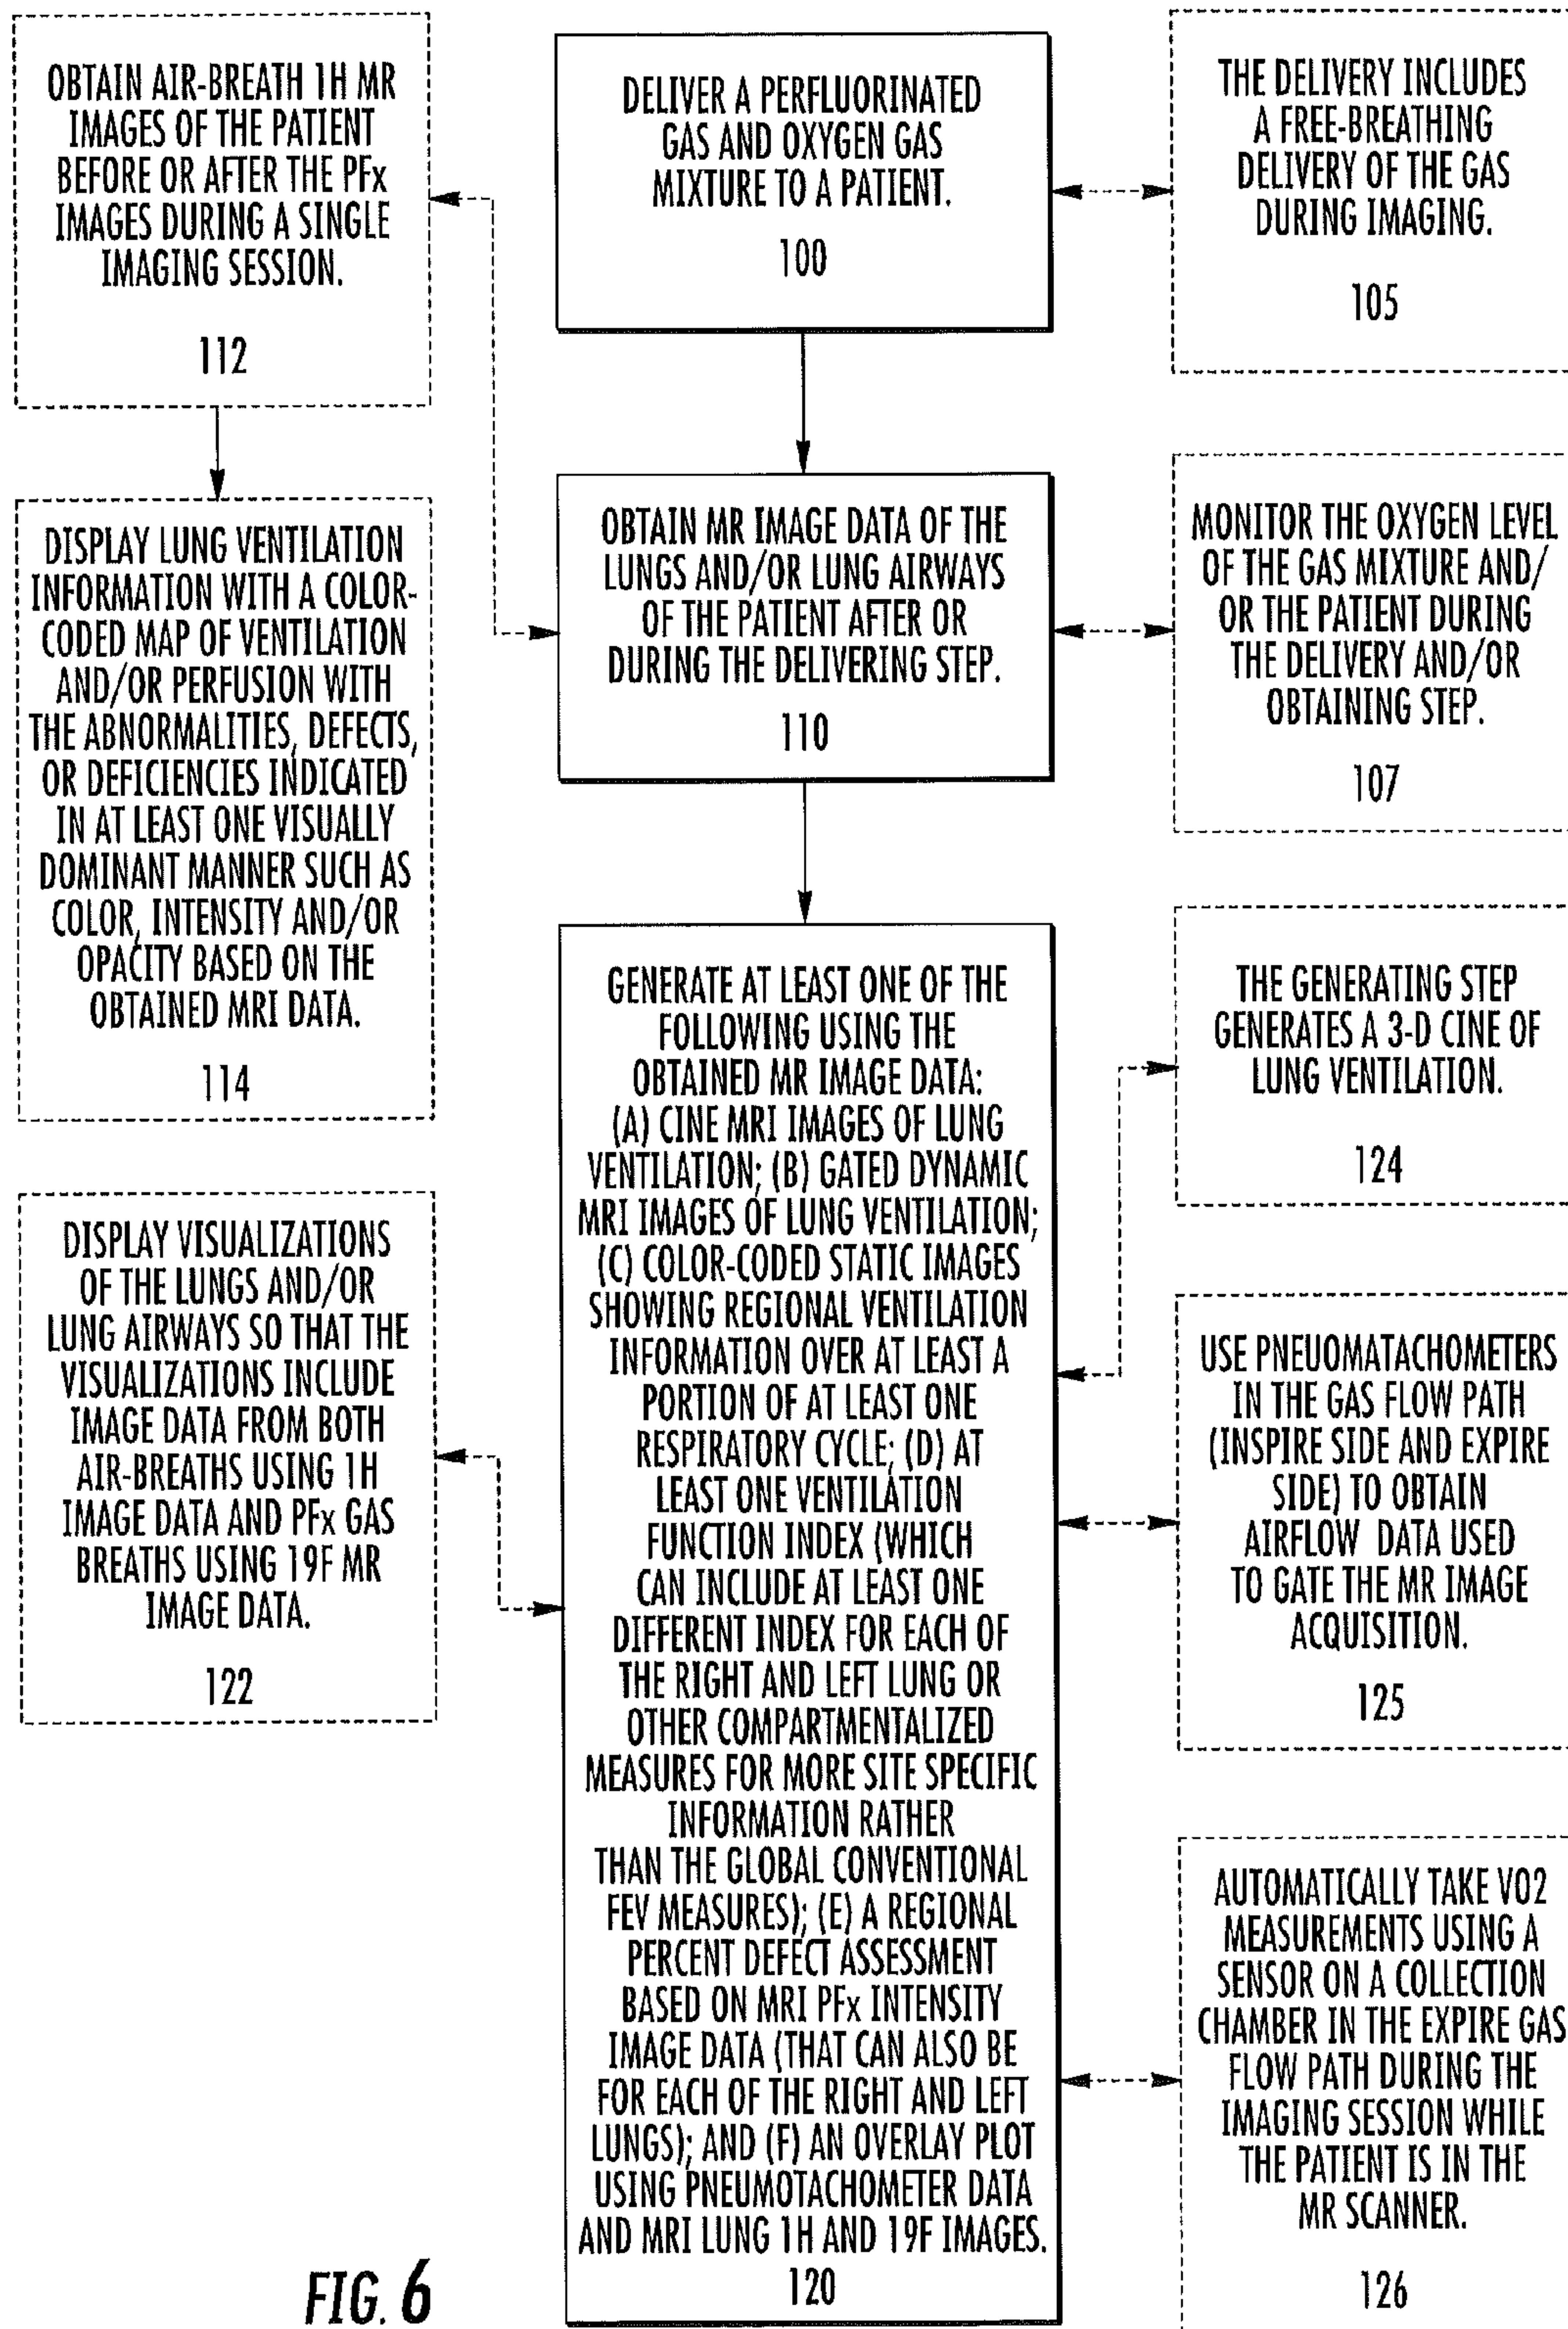 OBTAIN AIR-BREATH 1H MR
IMAGES OF THE PATIENT
BEFORE OR AFTER THE PFx
IMAGES DURING A SINGLE
IMAGING SESSION.
112
DISPLAY LUNG VENTILATION
INFORMATION WITH A COLOR-
CODED MAP OF VENTILATION
AND/OR PERFUSION WITH
THE ABNORMALITIES, DEFECTS,
OR DEFICIENCIES INDICATED
IN AT LEAST ONE VISUALLY
DOMINANT MANNER SUCH AS
COLOR, INTENSITY AND/OR
OPACITY BASED ON THE
OBTAINED MRI DATA.
114
DISPLAY VISUALIZATIONS
OF THE LUNGS AND/OR
LUNG AIRWAYS SO THAT THE
VISUALIZATIONS INCLUDE
IMAGE DATA FROM BOTH
AIR-BREATHS USING 1H
IMAGE DATA AND PFx GAS
BREATHS USING 19F MR
IMAGE DATA.
122
DELIVER A PERFLUORINATED
GAS AND OXYGEN GAS
MIXTURE TO A PATIENT.
100
OBTAIN MR IMAGE DATA OF THE
LUNGS AND/OR LUNG AIRWAYS
OF THE PATIENT AFTER OR
DURING THE DELIVERING STEP.
110
GENERATE AT LEAST ONE OF THE
FOLLOWING USING THE
OBTAINED MR IMAGE DATA:
(A) CINE MRI IMAGES OF LUNG
VENTILATION; (B) GATED DYNAMIC
MRI IMAGES OF LUNG VENTILATION;
(C) COLOR-CODED STATIC IMAGES
SHOWING REGIONAL VENTILATION
INFORMATION OVER AT LEAST A
PORTION OF AT LEAST ONE
RESPIRATORY CYCLE; (D) AT
LEAST ONE VENTILATION
FUNCTION INDEX (WHICH
CAN INCLUDE AT LEAST ONE
DIFFERENT INDEX FOR EACH OF
THE RIGHT AND LEFT LUNG OR
OTHER COMPARTMENTALIZED
MEASURES FOR MORE SITE SPECIFIC
INFORMATION RATHER
THAN THE GLOBAL CONVENTIONAL
FEV MEASURES); (E) A REGIONAL
PERCENT DEFECT ASSESSMENT
BASED ON MRI PFx INTENSITY
IMAGE DATA (THAT CAN ALSO BE
FOR EACH OF THE RIGHT AND LEFT
LUNGS); AND (F) AN OVERLAY PLOT
USING PNEUMOTACHOMETER DATA
AND MRI LUNG 1H AND 19F IMAGES.
120
THE DELIVERY INCLUDES
A FREE-BREATHING
DELIVERY OF THE GAS
DURING IMAGING.
105
MONITOR THE OXYGEN LEVEL
OF THE GAS MIXTURE AND/
OR THE PATIENT DURING
THE DELIVERY AND/OR
OBTAINING STEP.
107
THE GENERATING STEP
GENERATES A 3-D CINE OF
LUNG VENTILATION.
124
USE PNEUOMATACHOMETERS
IN THE GAS FLOW PATH
(INSPIRE SIDE AND EXPIRE
SIDE) TO OBTAIN
AIRFLOW DATA USED
TO GATE THE MR IMAGE
ACQUISITION.
125
AUTOMATICALLY TAKE VO2
MEASUREMENTS USING A
SENSOR ON A COLLECTION
CHAMBER IN THE EXPIRE GAS
FLOW PATH DURING THE
IMAGING SESSION WHILE
THE PATIENT IS IN THE
MR SCANNER.
126
FIG. 6